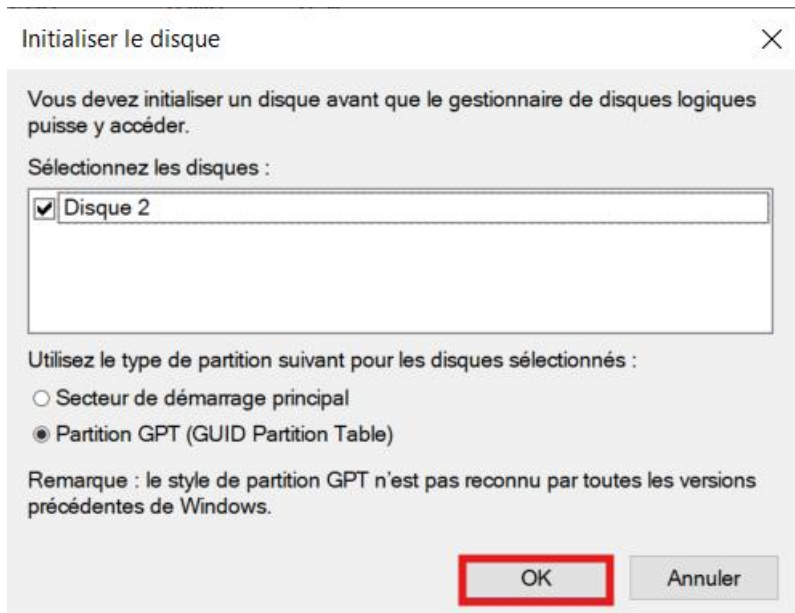 Initialiser le disque
Vous devez initialiser un disque avant que le gestionnaire de disques logiques
puisse y accéder.
Sélectionnez les disques :
Disque 2
Utilisez le type de partition suivant pour les disques sélectionnés :
Secteur de démarrage principal
Partition GPT (GUID Partition Table)
Remarque : le style de partition GPT n'est pas reconnu par toutes les versions
précédentes de Windows.
OK Annuler